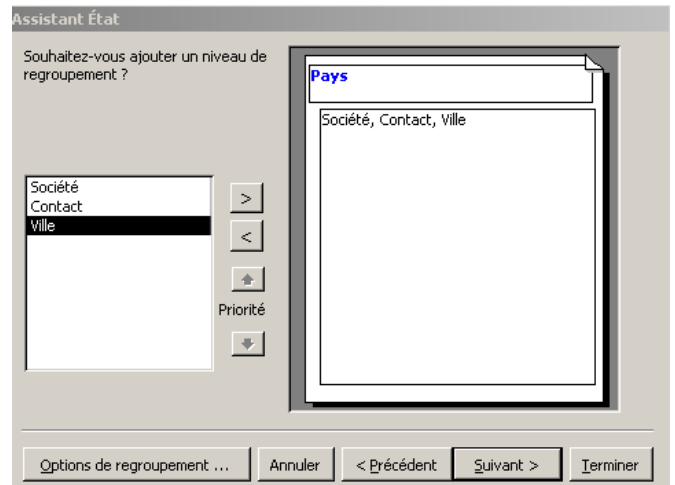 Assistant État
Souhaitez-vous ajouter un niveau de
regroupement ?
Pays
Société, Contact, Ville
Société
Contact
Ville
>
<
Priorité
Options de regroupement ...
Annuler
< Précédent
Suivant >
Terminer